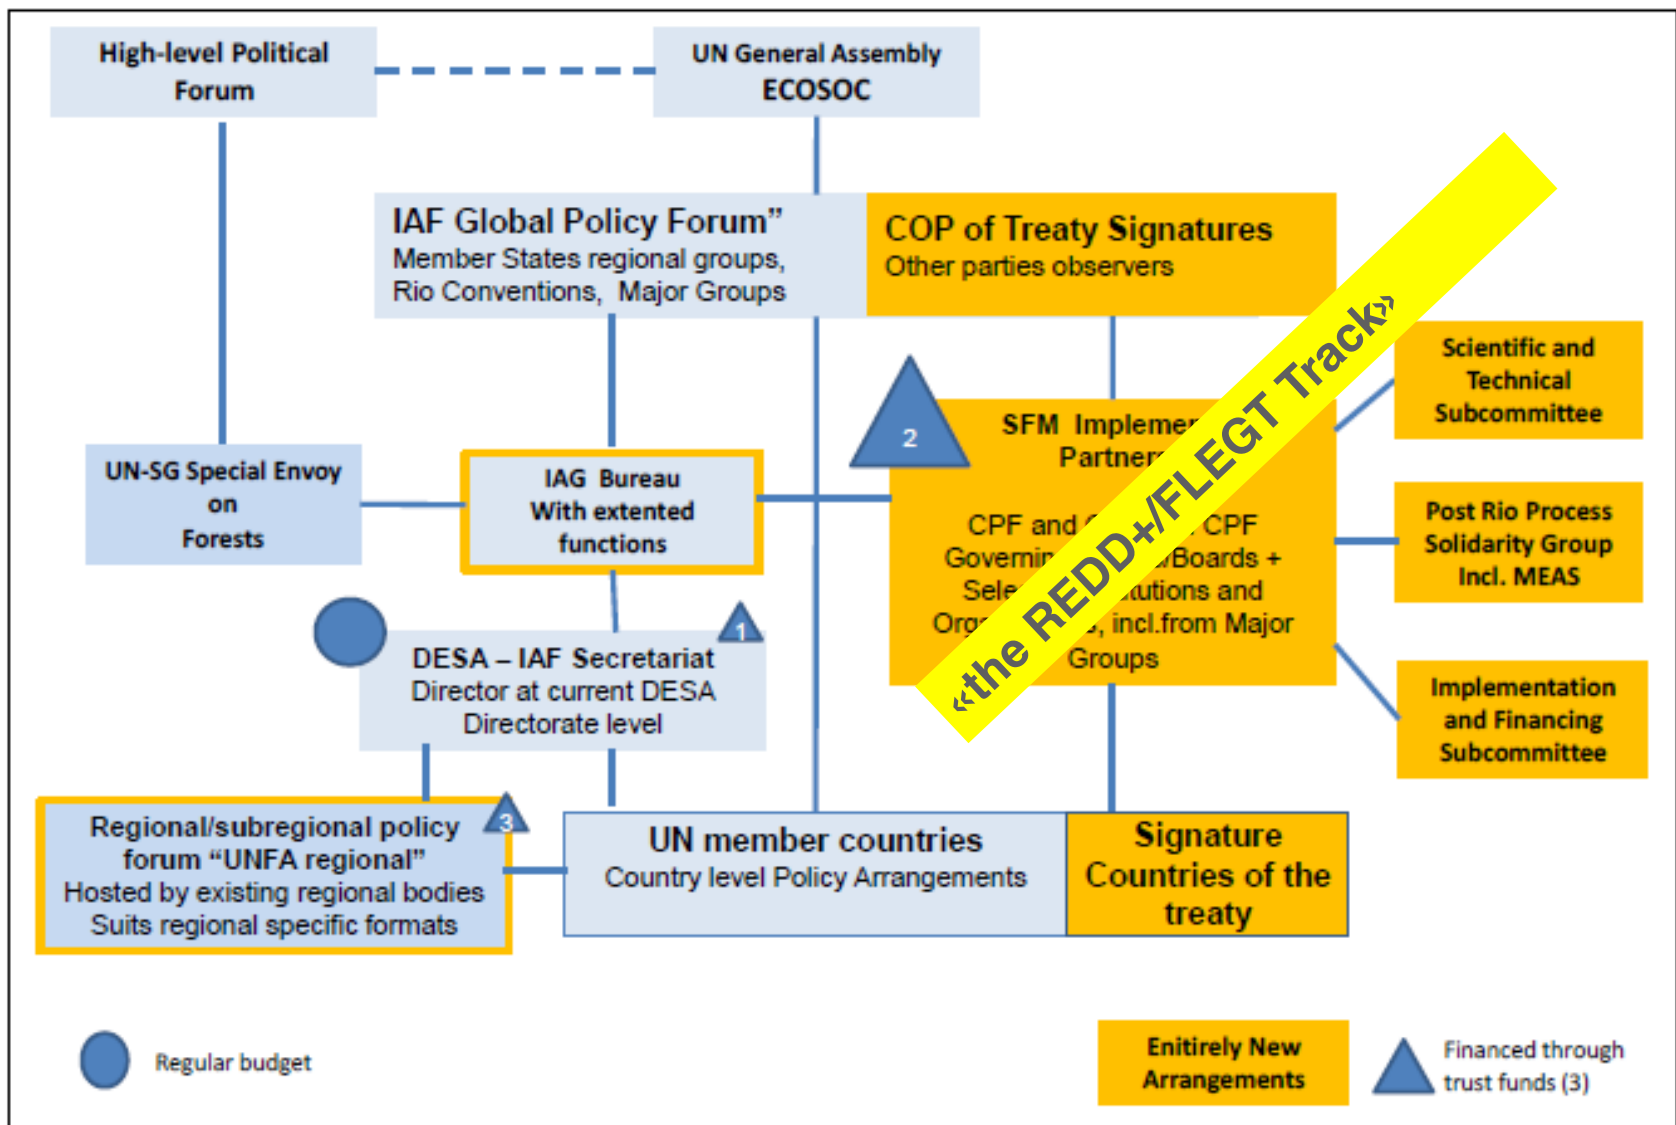 High-level Political
Forum
UN General Assembly
ECOSOC
IAF Global Policy Forum”
Member States regional groups,
Rio Conventions, Major Groups
COP of Treaty Signatures
Other parties observers
«the REDD+/FLEGT Track»
Scientific and
Technical
Subcommittee
2
SFM
CPF and CPF
/Boards +
and
incl.from Major
Groups
UN-SG Special Envoy
on
Forests
IAG Bureau
With extented
functions
Post Rio Process
Solidarity Group
Incl. MEAS
1
DESA – IAF Secretariat
Director at current DESA
Directorate level
Implementation
and Financing
Subcommittee
3
Regional/subregional policy
forum “UNFA regional”
Hosted by existing regional bodies
Suits regional specific formats
UN member countries
Country level Policy Arrangements
Signature
Countries of the
treaty
Regular budget
Enitirely New
Arrangements
Financed through
trust funds (3)